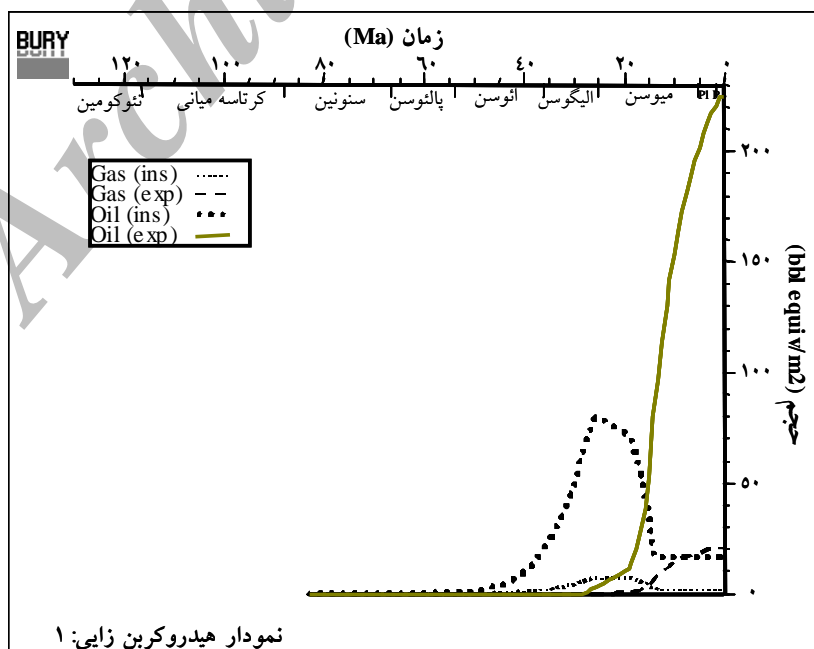 BURY
زمان (Ma)
۱۲۰ ۱۰۰ ۸۰ ۶۰ ۴۰ ۲۰ ۰
نئوکومین کرتاسه میانی سنونین پالئوسن ائوسن الیگوسن میوسن
Gas (ins)
Gas (exp)
Oil (ins)
Oil (exp)
۲۰۰
۱۵۰
۱۰۰
۵۰
۰
حجم (bbl equiv/m2)
نمودار هیدروکربن زایی: ۱
Archi